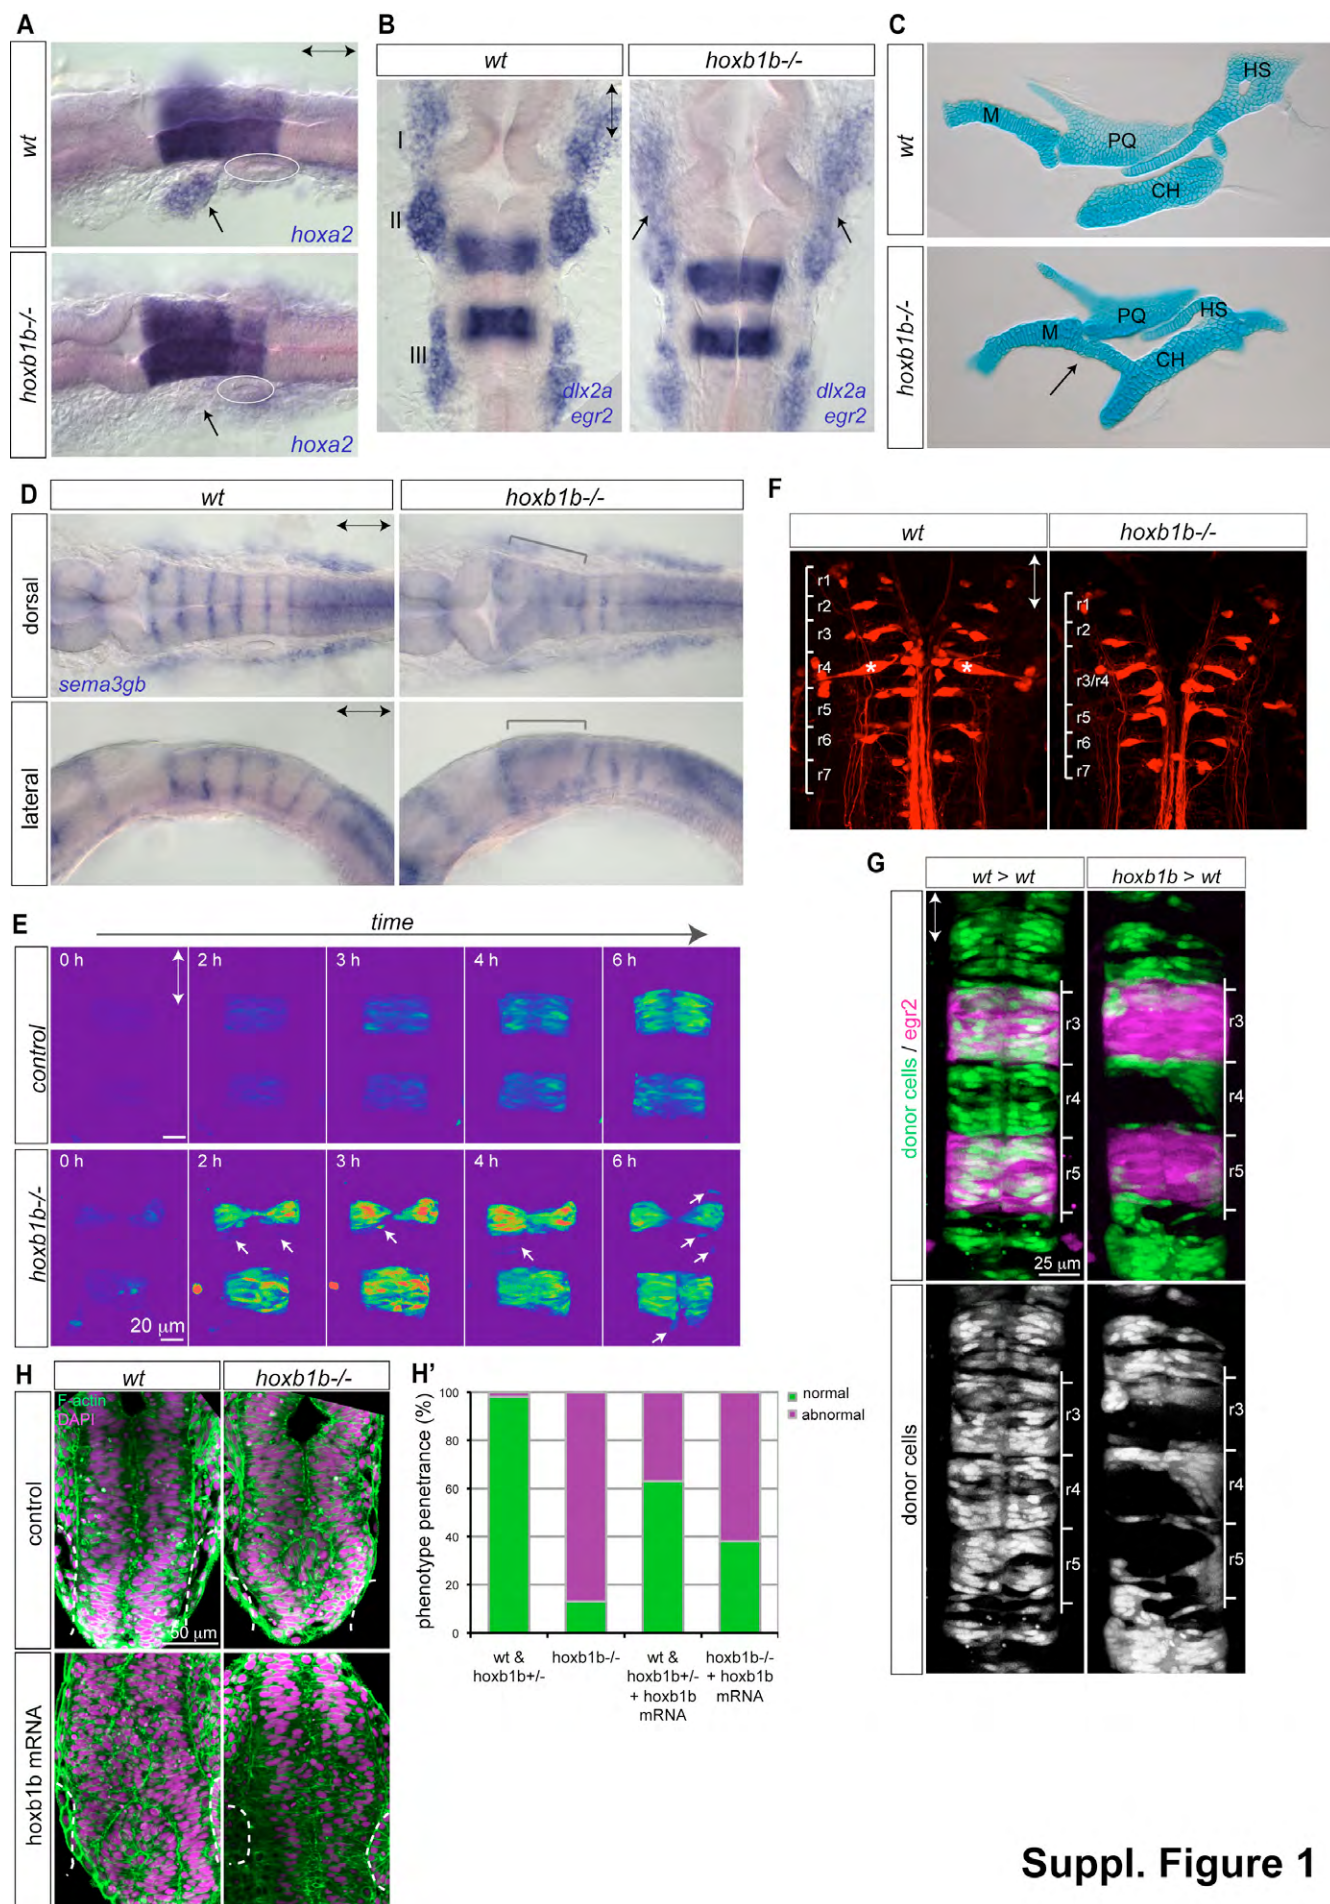 A
wt
hoxa2
hoxb1b-/-
hoxa2
B
wt
hoxb1b-/-
I
II
III
dlx2a
egr2
dlx2a
egr2
C
wt
M
PQ
HS
CH
hoxb1b-/-
M
PQ
HS
CH
D
wt
hoxb1b-/-
dorsal
sema3gb
lateral
F
wt
hoxb1b-/-
r1
r2
r3
r4
r5
r6
r7
r1
r2
r3/r4
r5
r6
r7
*
*
E
time
control
0 h
2 h
3 h
4 h
6 h
hoxb1b-/-
0 h
2 h
3 h
4 h
6 h
20 µm
G
wt > wt
hoxb1b > wt
donor cells / egr2
r3
r4
r5
r3
r4
r5
25 µm
donor cells
r3
r4
r5
r3
r4
r5
H
wt
hoxb1b-/-
control
F-actin
DAPI
50 µm
hoxb1b mRNA
H'
phenotype penetrance (%)
100
80
60
40
20
0
normal
abnormal
wt &
hoxb1b+/-
hoxb1b-/-
wt &
hoxb1b+/-
+ hoxb1b
mRNA
hoxb1b-/-
+ hoxb1b
mRNA
Suppl. Figure 1